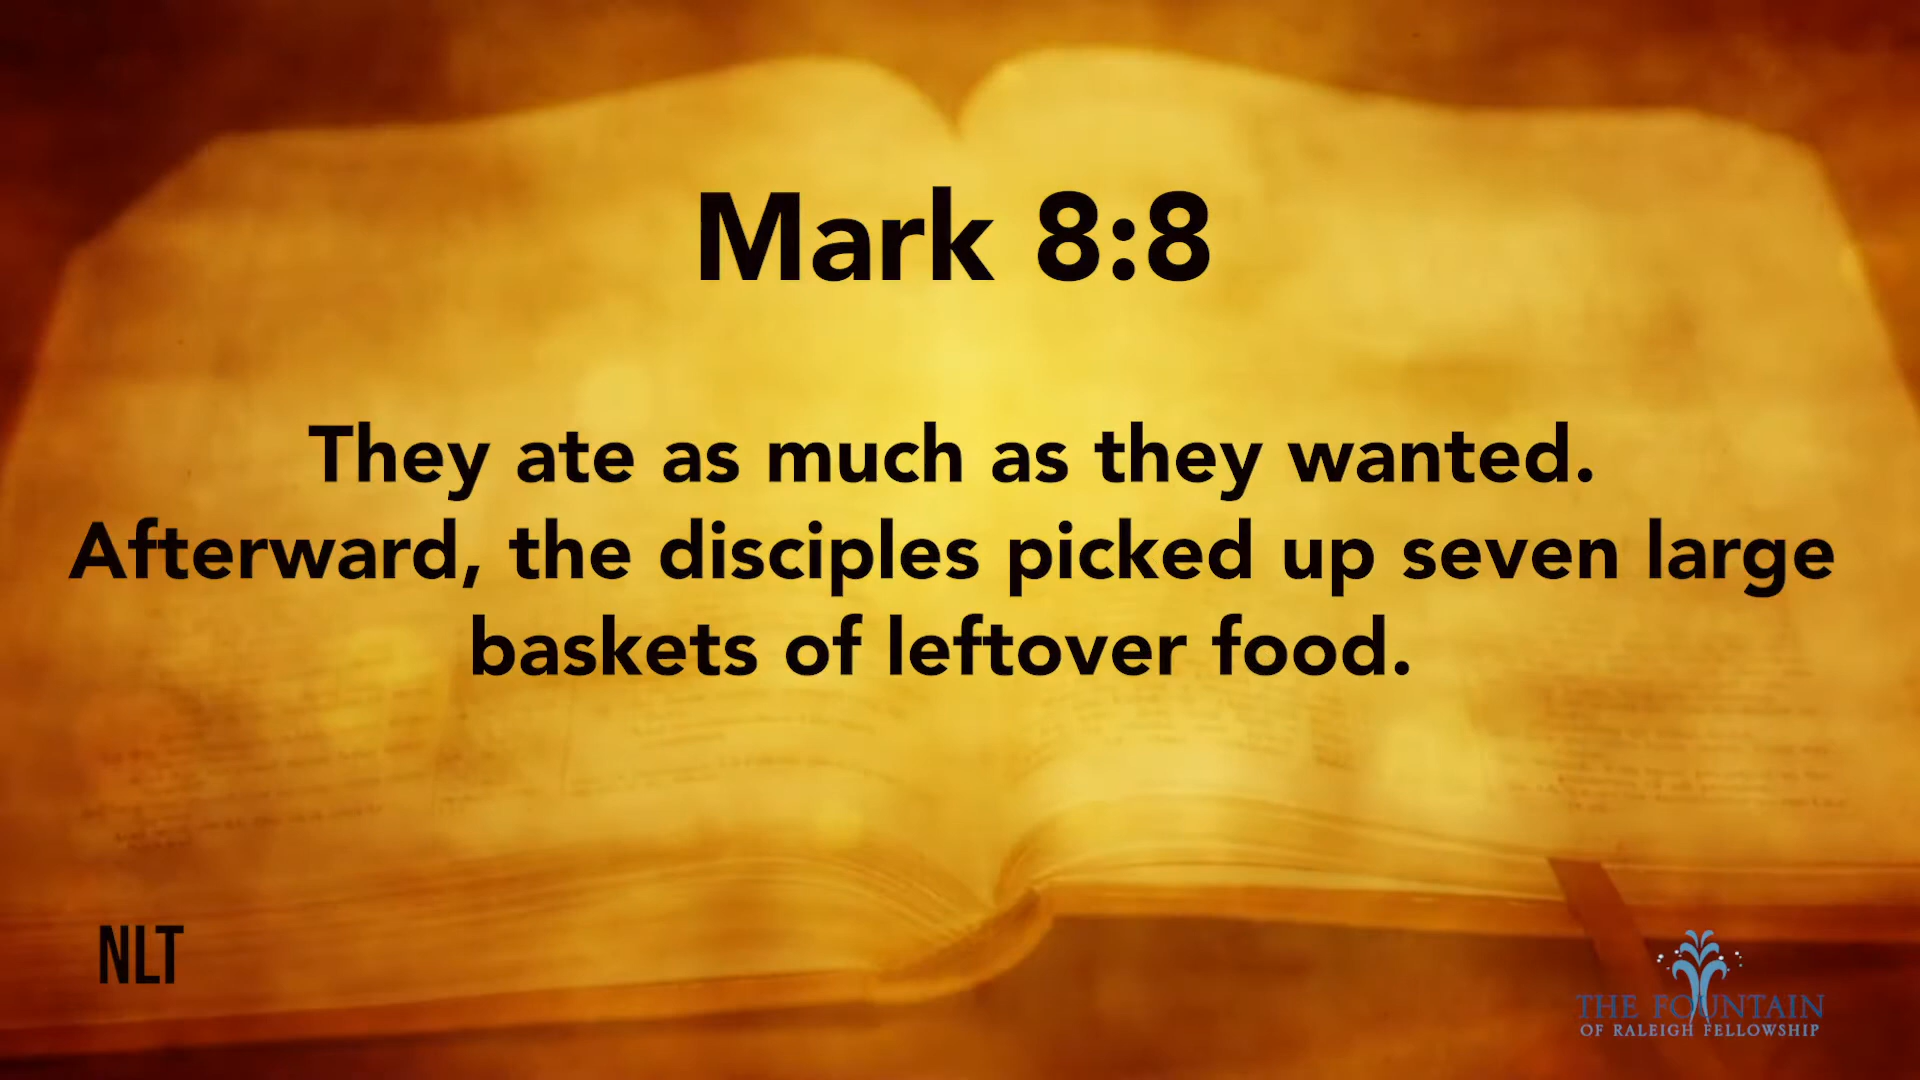 Mark 8:8
They ate as much as they wanted.
Afterward, the disciples picked up seven large
baskets of leftover food.
NLT
THE FOUNTAIN
OF RALEIGH FELLOWSHIP